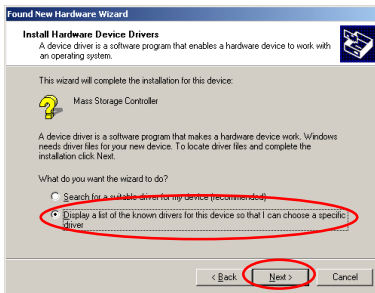 Found New Hardware Wizard
Install Hardware Device Drivers
A device driver is a software program that enables a hardware device to work with
an operating system.
This wizard will complete the installation for this device:
Mass Storage Controller
A device driver is a software program that makes a hardware device work. Windows
needs driver files for your new device. To locate driver files and complete the
installation click Next.
What do you want the wizard to do?
Search for a suitable driver for my device (recommended)
Display a list of the known drivers for this device so that I can choose a specific
driver
< Back Next > Cancel